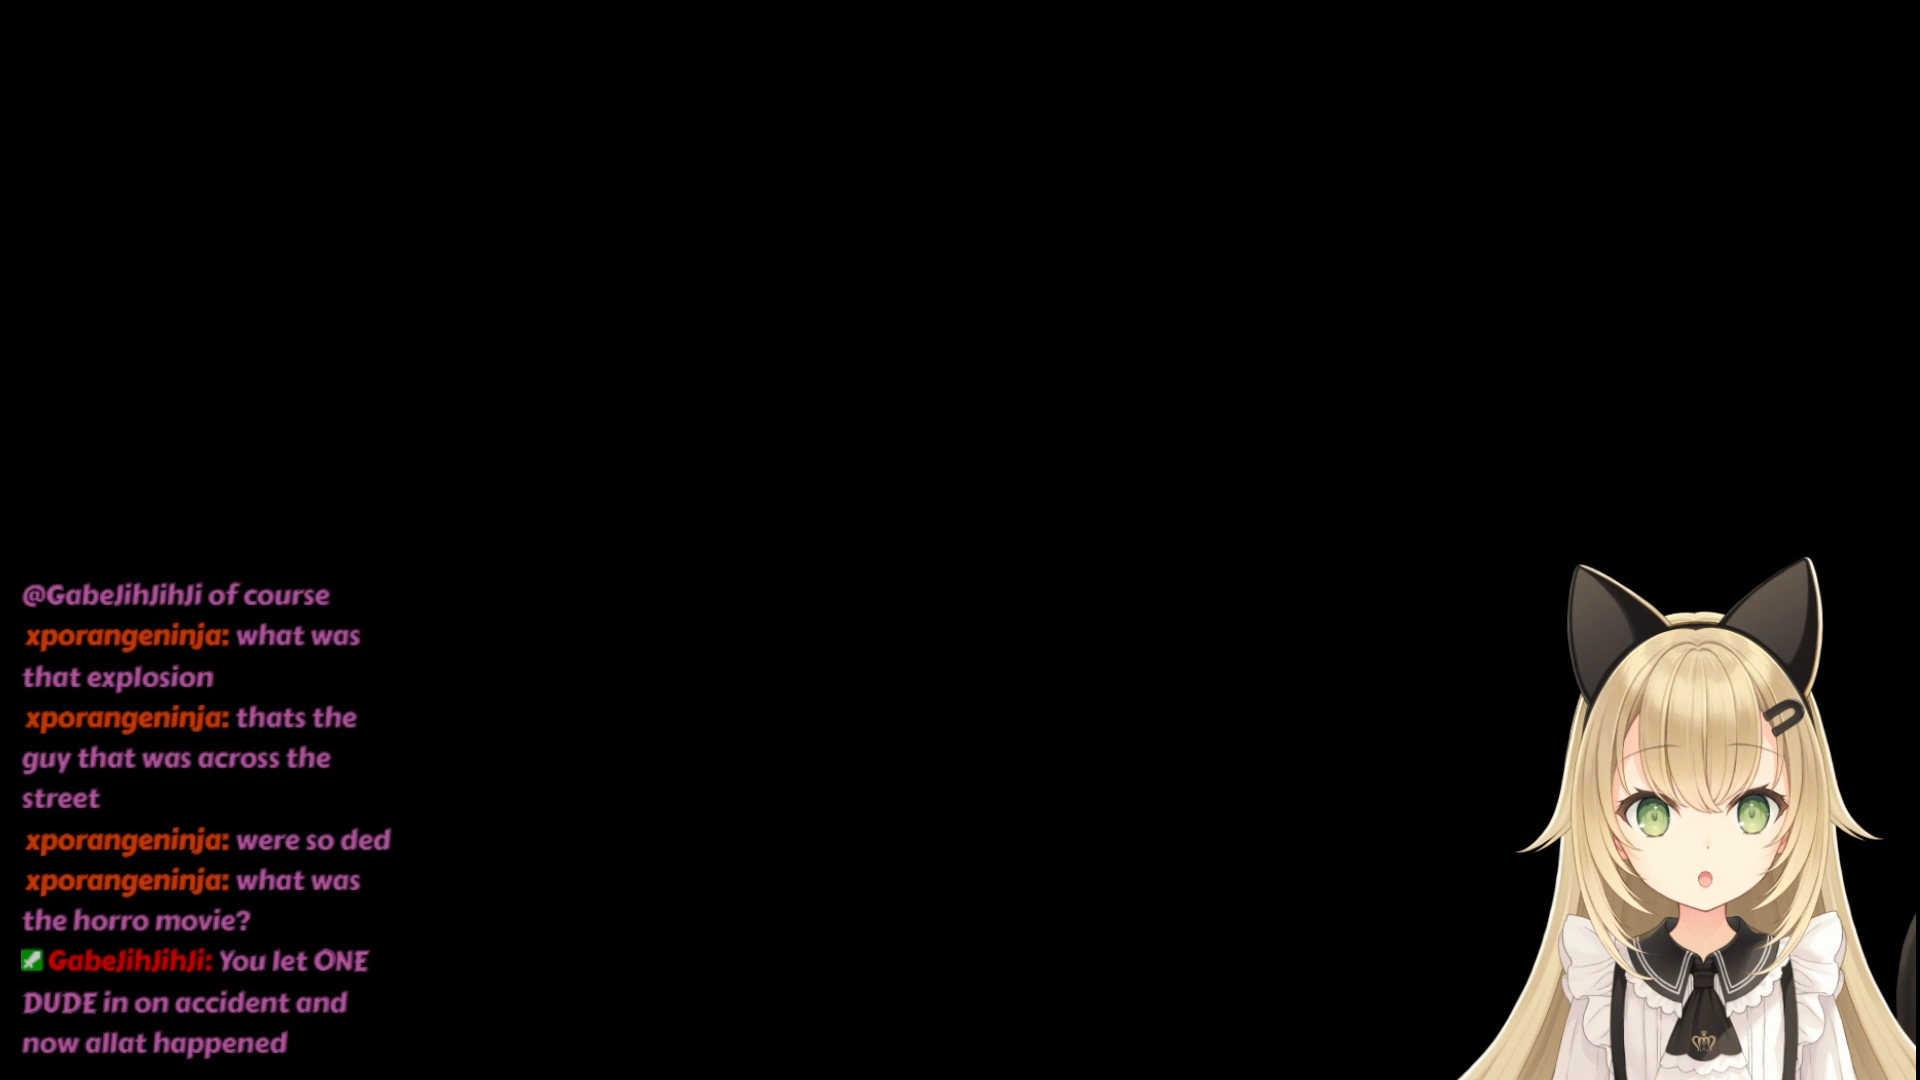 @GabeJihJihJi of course
xporangeninja: what was
that explosion
xporangeninja: thats the
guy that was across the
street
xporangeninja: were so ded
xporangeninja: what was
the horro movie?
GabeJihJihJi: You let ONE
DUDE in on accident and
now allat happened